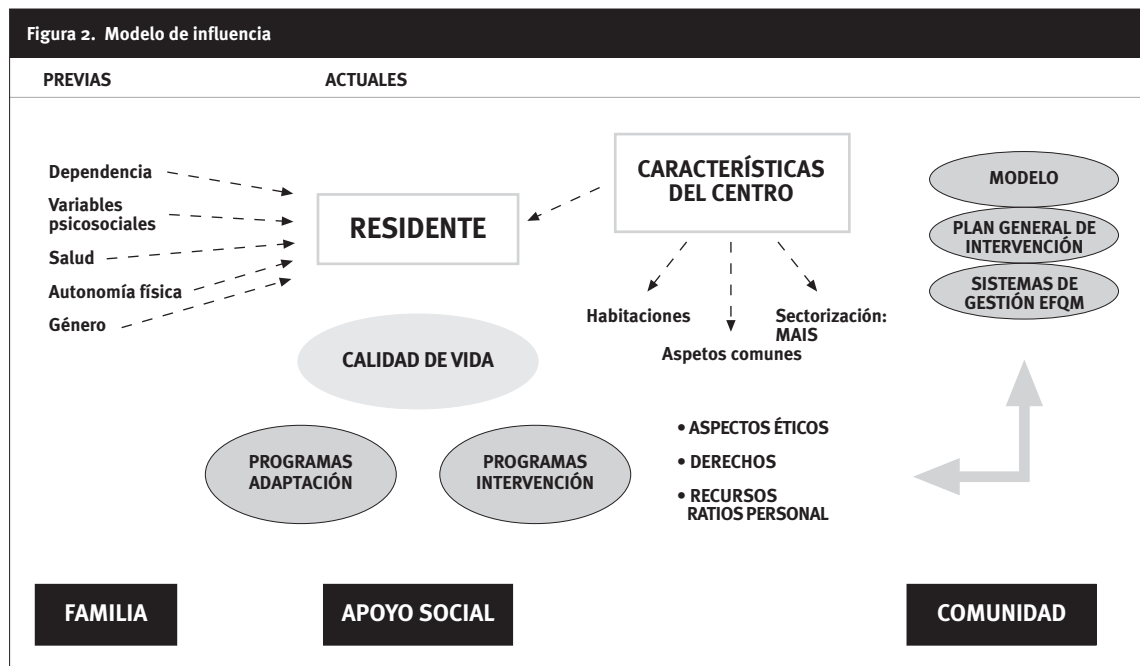 Figura 2. Modelo de influencia
PREVIAS
ACTUALES
Dependencia
Variables
psicosociales
Salud
Autonomía física
Género
RESIDENTE
CARACTERÍSTICAS
DEL CENTRO
Habitaciones
Aspetos comunes
Sectorización:
MAIS
MODELO
PLAN GENERAL DE
INTERVENCIÓN
SISTEMAS DE
GESTIÓN EFQM
CALIDAD DE VIDA
PROGRAMAS
ADAPTACIÓN
PROGRAMAS
INTERVENCIÓN
• ASPECTOS ÉTICOS
• DERECHOS
• RECURSOS
RATIOS PERSONAL
FAMILIA
APOYO SOCIAL
COMUNIDAD